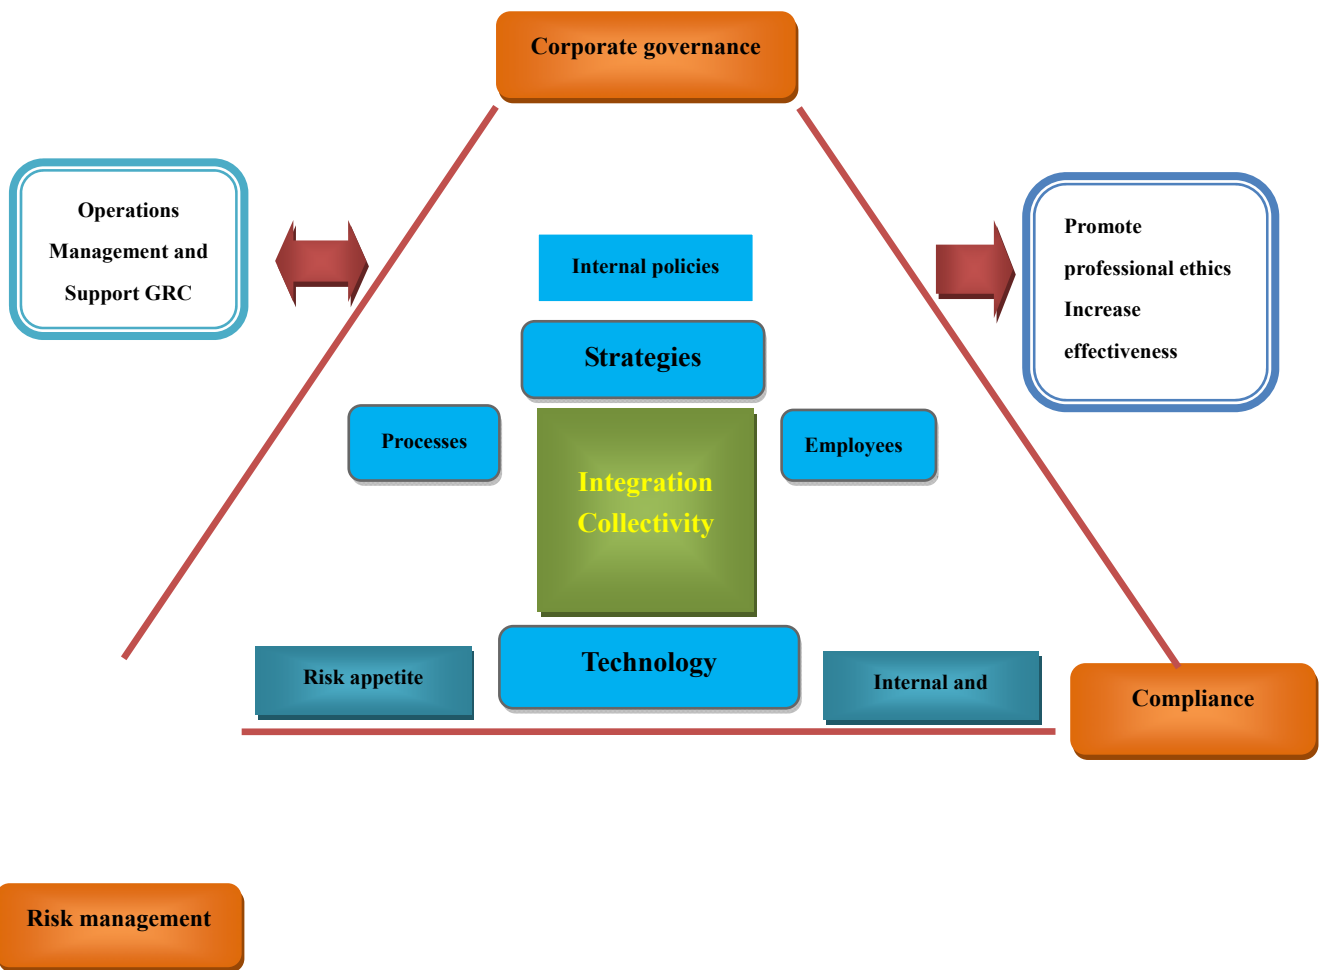 Corporate governance
Operations
Management and
Support GRC
Promote
professional ethics
Increase
effectiveness
Internal policies
Strategies
Processes
Employees
Integration
Collectivity
Technology
Risk appetite
Internal and
Compliance
Risk management